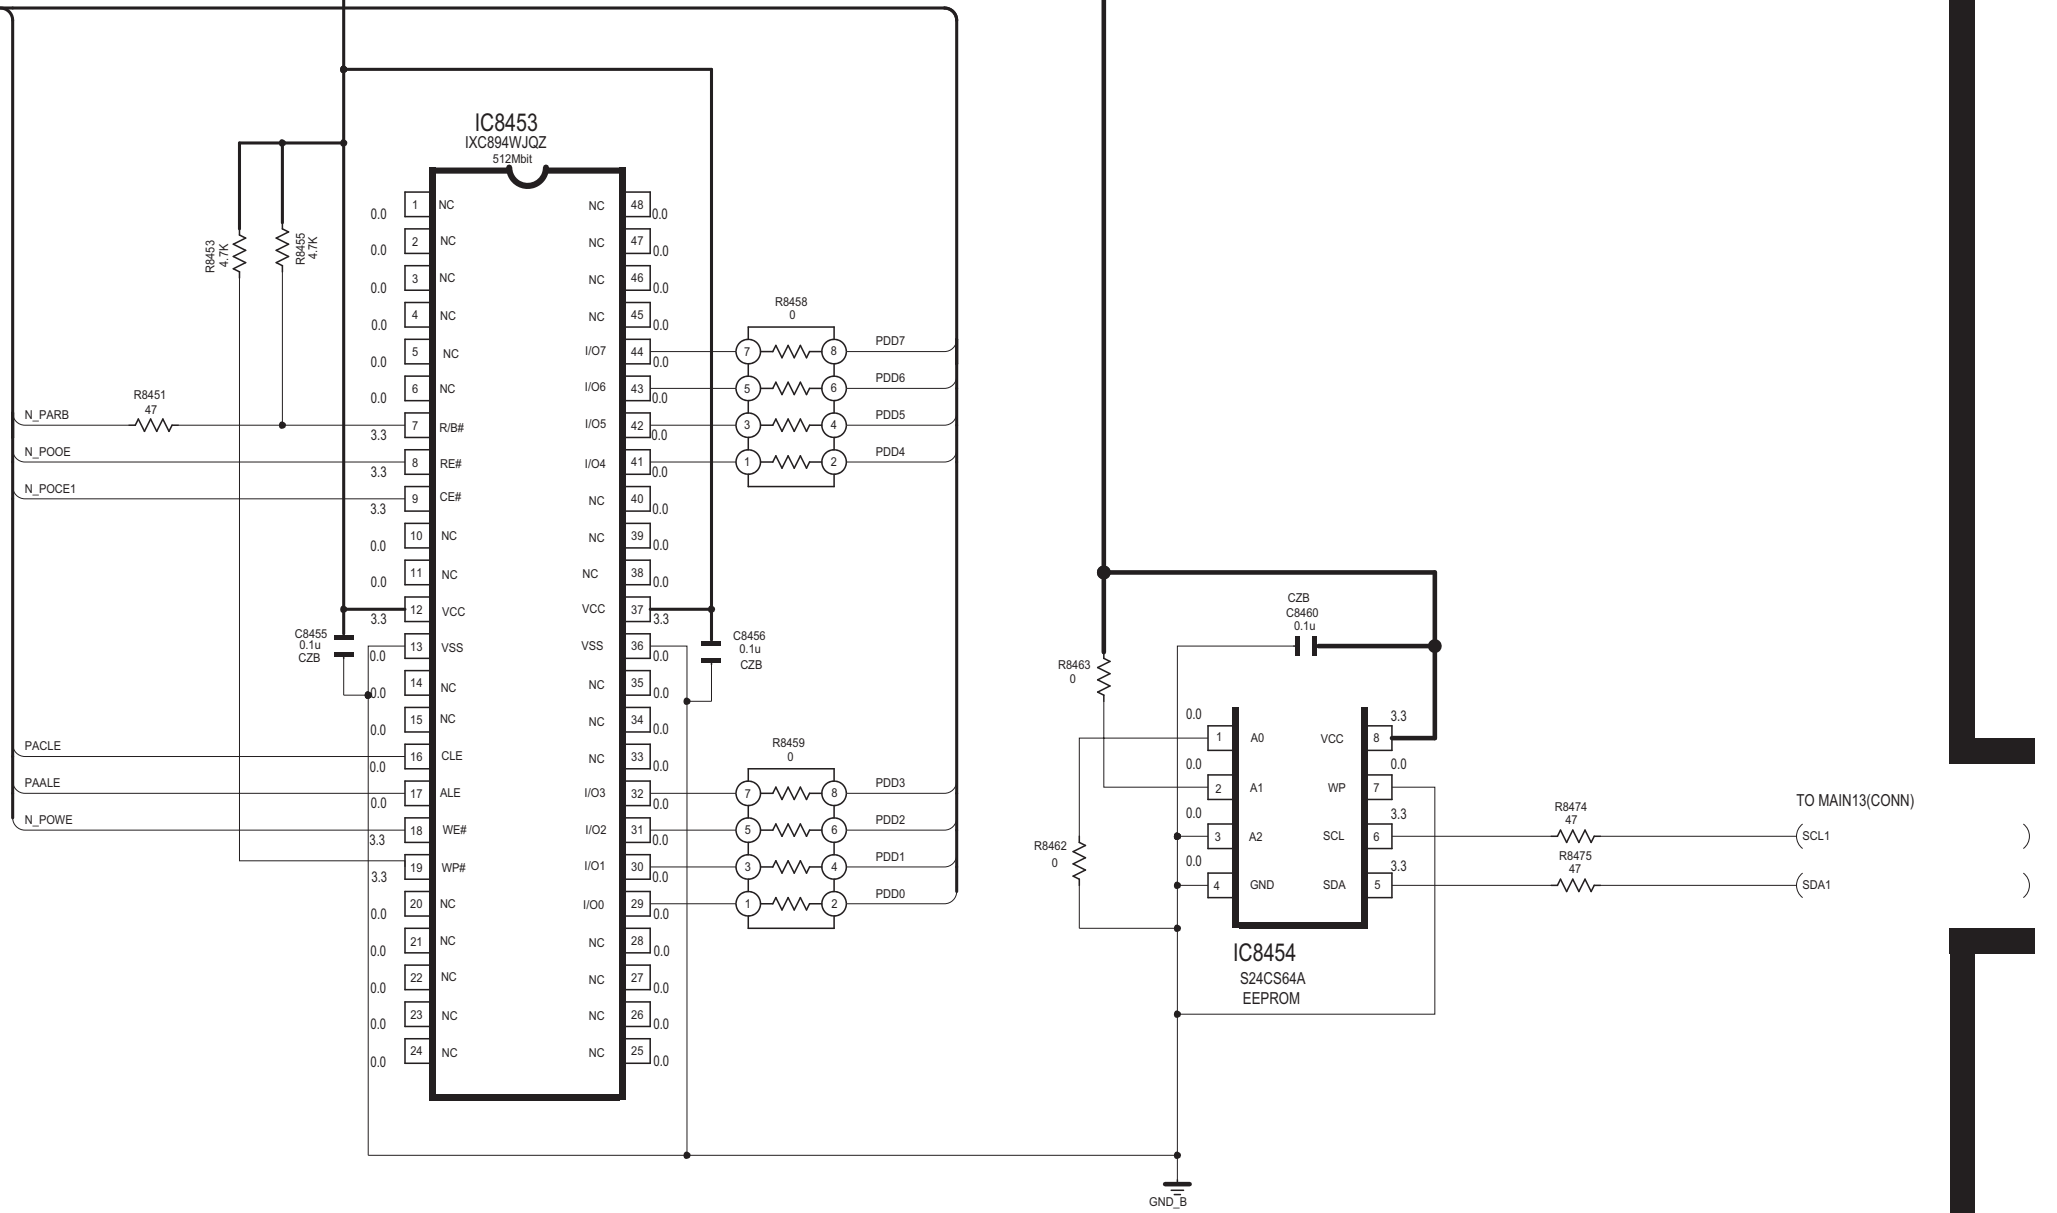 IC8453
IXC894WJQZ
512Mbit
0.0 1 NC NC 48 0.0
0.0 2 NC NC 47 0.0
0.0 3 NC NC 46 0.0
0.0 4 NC NC 45 0.0
0.0 5 NC I/O7 44 0.0
0.0 6 NC I/O6 43 0.0
3.3 7 R/B# I/O5 42 0.0
3.3 8 RE# I/O4 41 0.0
3.3 9 CE# NC 40 0.0
0.0 10 NC NC 39 0.0
0.0 11 NC NC 38 0.0
3.3 12 VCC VCC 37 3.3
0.0 13 VSS VSS 36 0.0
0.0 14 NC NC 35 0.0
0.0 15 NC NC 34 0.0
0.0 16 CLE NC 33 0.0
0.0 17 ALE I/O3 32 0.0
3.3 18 WE# I/O2 31 0.0
3.3 19 WP# I/O1 30 0.0
0.0 20 NC I/O0 29 0.0
0.0 21 NC NC 28 0.0
0.0 22 NC NC 27 0.0
0.0 23 NC NC 26 0.0
0.0 24 NC NC 25 0.0
R8453
4.7K
R8455
4.7K
R8451
47
N_PARB
N_POOE
N_POCE1
C8455
0.1u
CZB
PACLE
PAALE
N_POWE
R8458
0
7 8 PDD7
5 6 PDD6
3 4 PDD5
1 2 PDD4
C8456
0.1u
CZB
R8459
0
7 8 PDD3
5 6 PDD2
3 4 PDD1
1 2 PDD0
CZB
C8460
0.1u
R8463
0
R8462
0
0.0 1 A0 VCC 8 3.3
0.0 2 A1 WP 7 0.0
0.0 3 A2 SCL 6 3.3
0.0 4 GND SDA 5 3.3
IC8454
S24CS64A
EEPROM
R8474
47
R8475
47
TO MAIN13(CONN)
( SCL1 )
( SDA1 )
GND_B